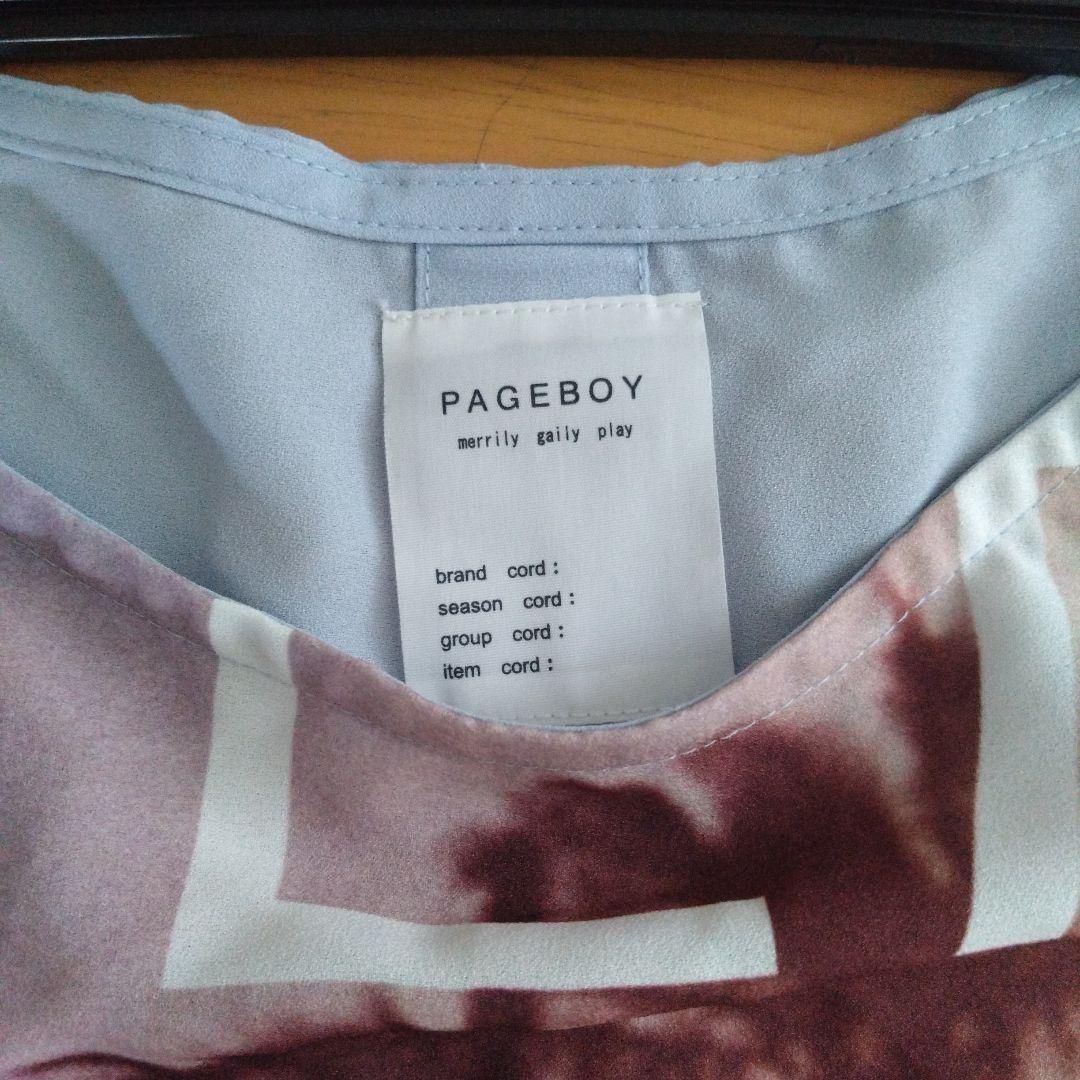 PAGEBOY
merrily gaily play
brand cord :
season cord :
group cord :
item cord :